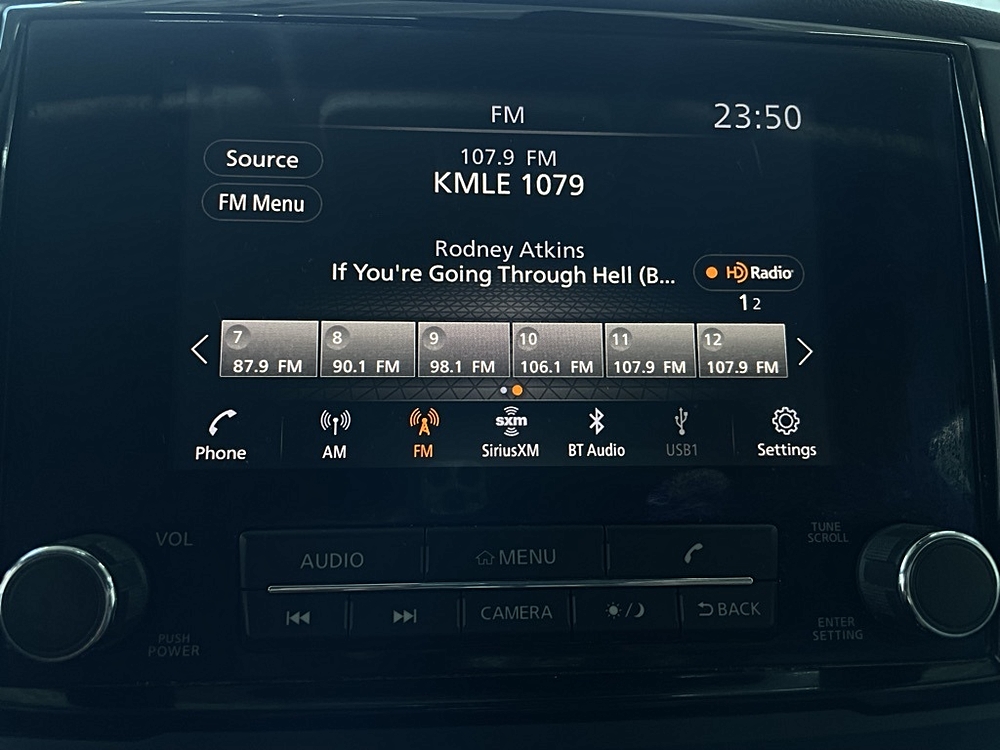 FM 23:50
Source
107.9 FM
KMLE 1079
FM Menu
Rodney Atkins
If You're Going Through Hell (B...
HD Radio
1 2
7 8 9 10 11 12
87.9 FM 90.1 FM 98.1 FM 106.1 FM 107.9 FM 107.9 FM
sxm
Phone AM FM SiriusXM BT Audio USB1 Settings
VOL
TUNE
SCROLL
AUDIO MENU
CAMERA BACK
PUSH
POWER
ENTER
SETTING